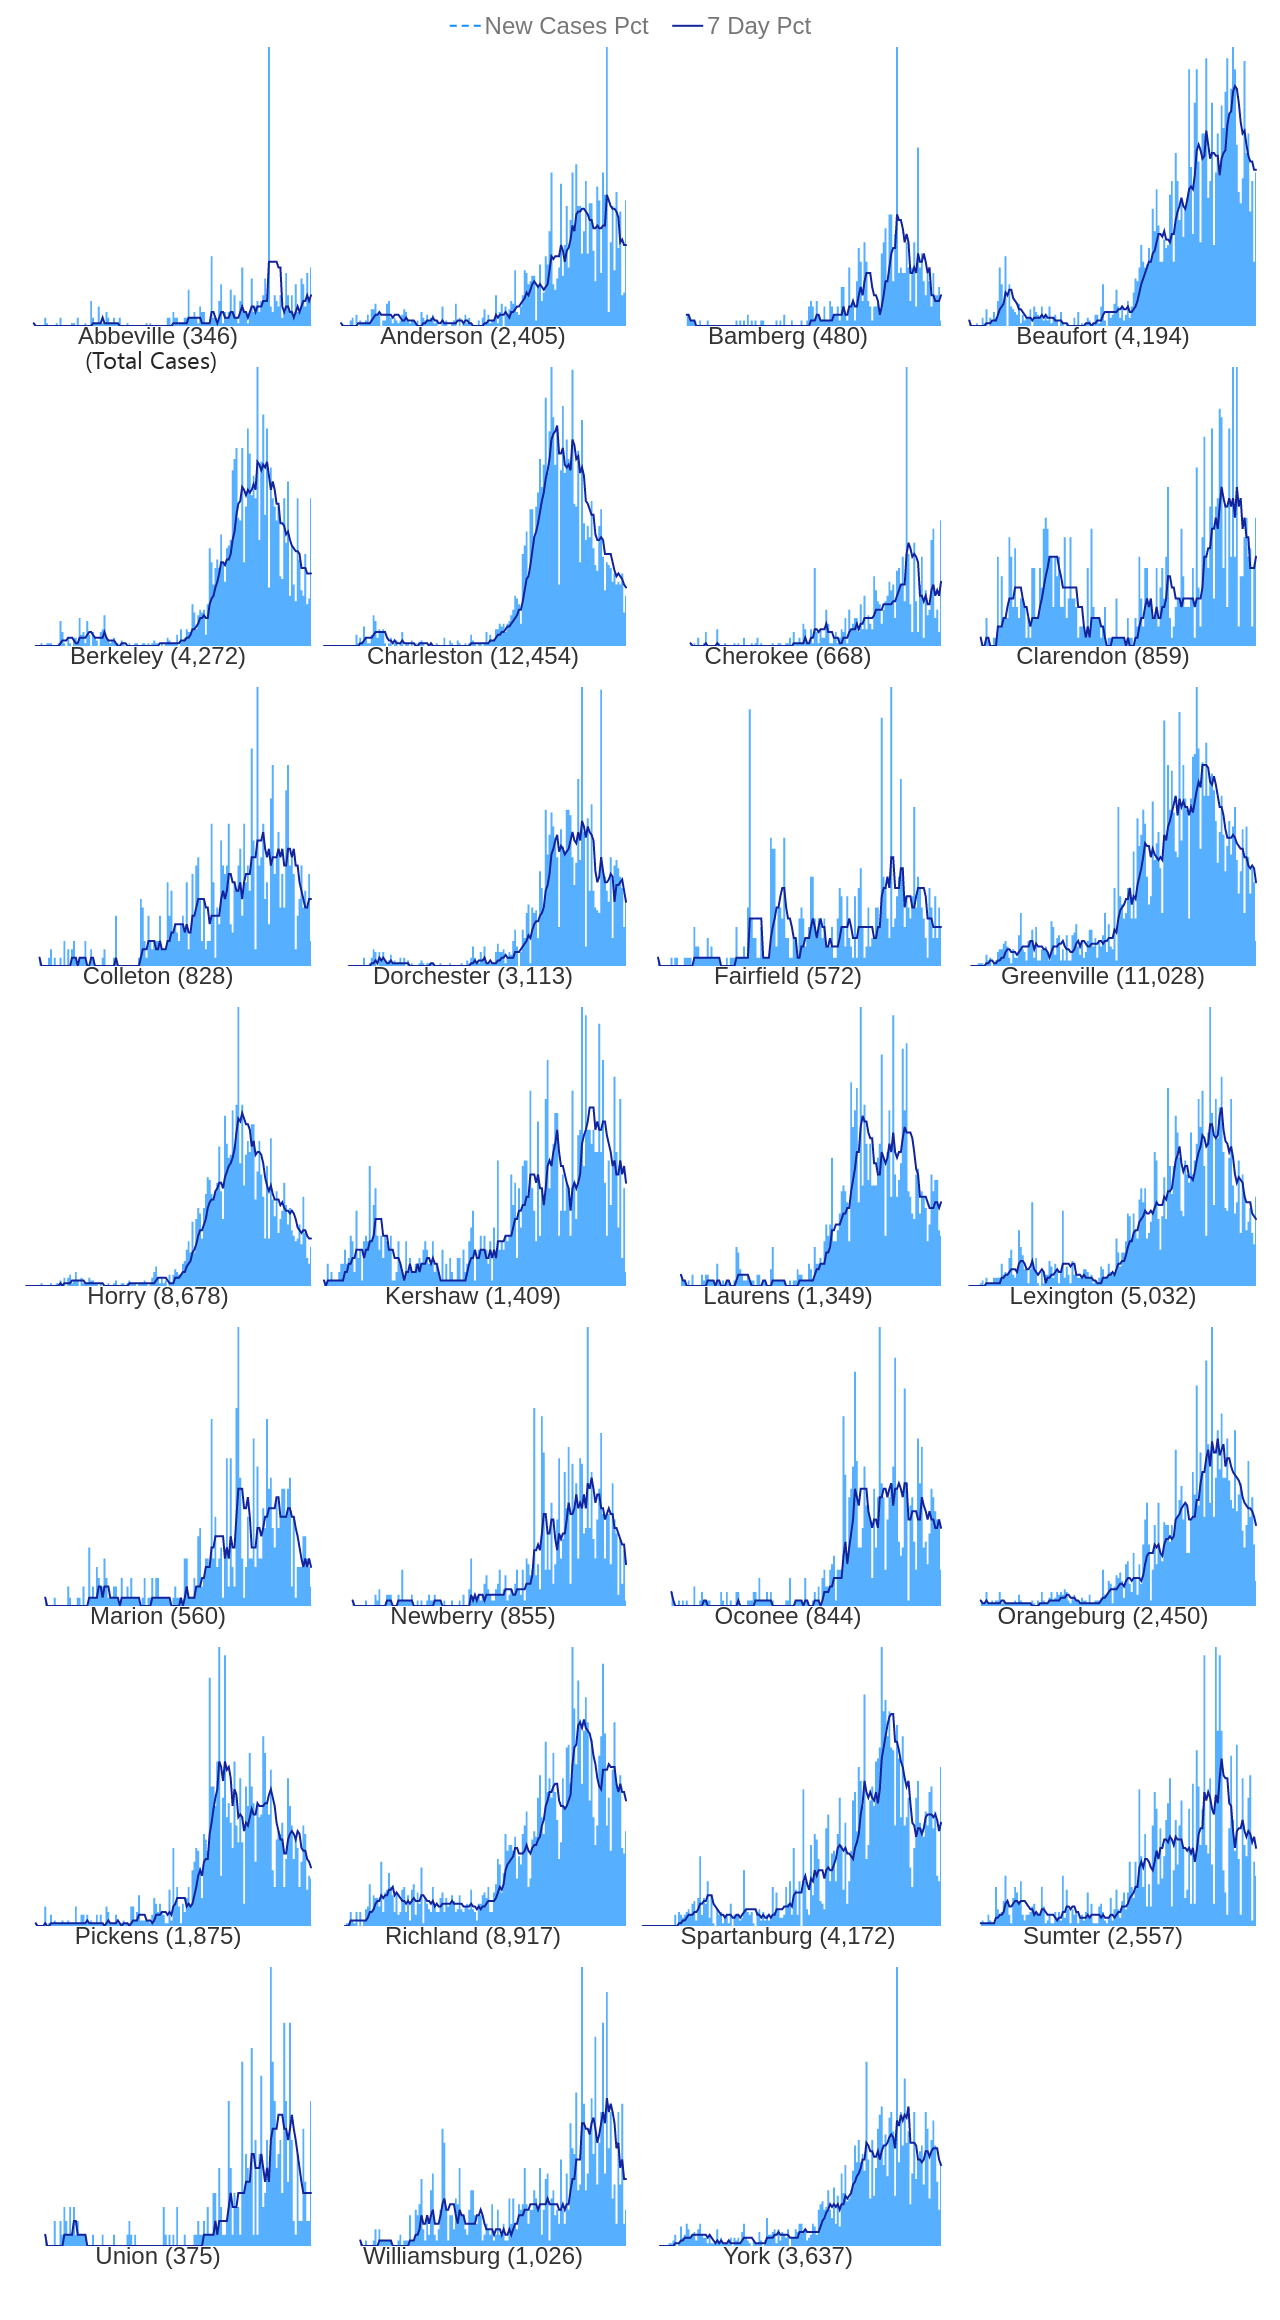 New Cases Pct 7 Day Pct
Abbeville (346) Anderson (2,405) Bamberg (480) Beaufort (4,194)
(Total Cases)
Berkeley (4,272) Charleston (12,454) Cherokee (668) Clarendon (859)
Colleton (828) Dorchester (3,113) Fairfield (572) Greenville (11,028)
Horry (8,678) Kershaw (1,409) Laurens (1,349) Lexington (5,032)
Marion (560) Newberry (855) Oconee (844) Orangeburg (2,450)
Pickens (1,875) Richland (8,917) Spartanburg (4,172) Sumter (2,557)
Union (375) Williamsburg (1,026) York (3,637)